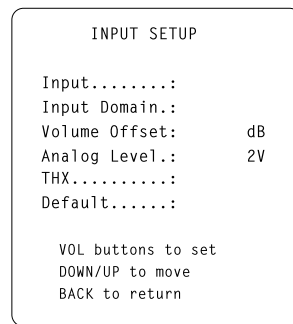 INPUT SETUP
Input........:
Input Domain.:
Volume Offset: dB
Analog Level.: 2V
THX..........:
Default......:
VOL buttons to set
DOWN/UP to move
BACK to return